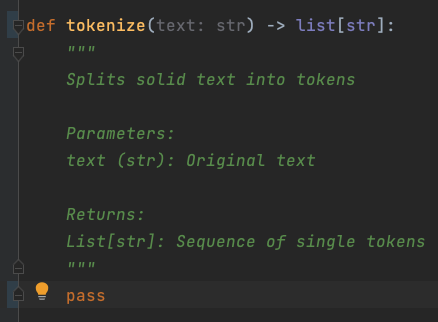 def tokenize(text: str) -> list[str]:
"""
Splits solid text into tokens
Parameters:
text (str): Original text
Returns:
List[str]: Sequence of single tokens
"""
pass